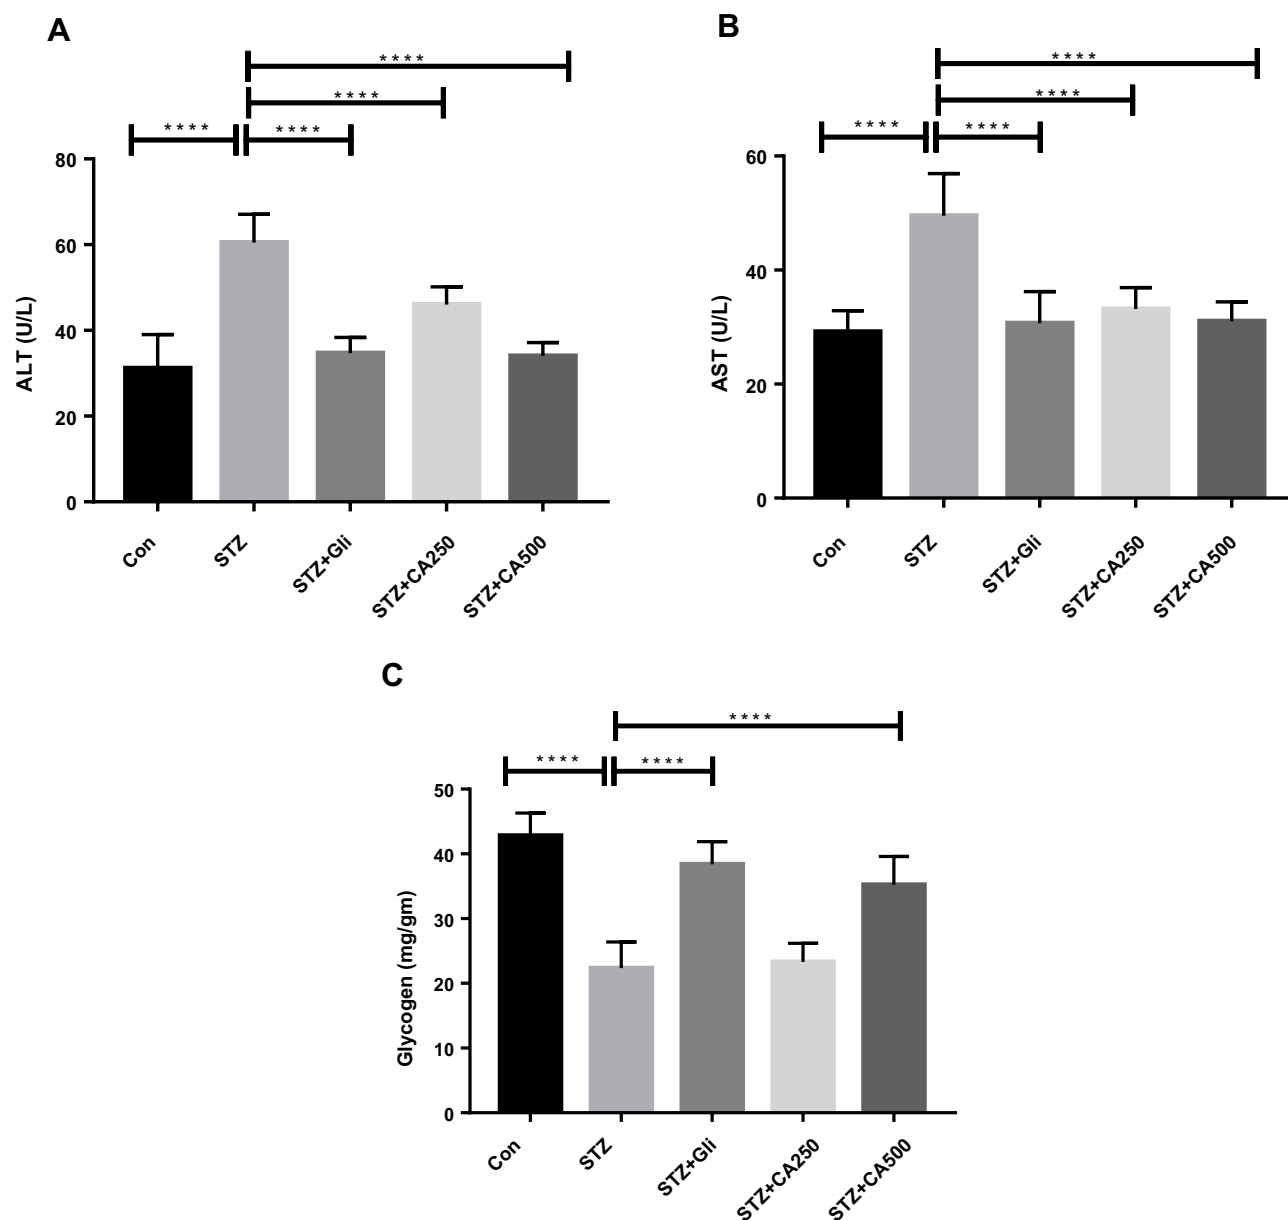 A
****
****
**** ****
80
60
40
20
0
ALT (U/L)
Con
STZ
STZ+Gli
STZ+CA250
STZ+CA500
B
****
****
**** ****
60
40
20
0
AST (U/L)
Con
STZ
STZ+Gli
STZ+CA250
STZ+CA500
C
****
**** ****
50
40
30
20
10
0
Glycogen (mg/gm)
Con
STZ
STZ+Gli
STZ+CA250
STZ+CA500